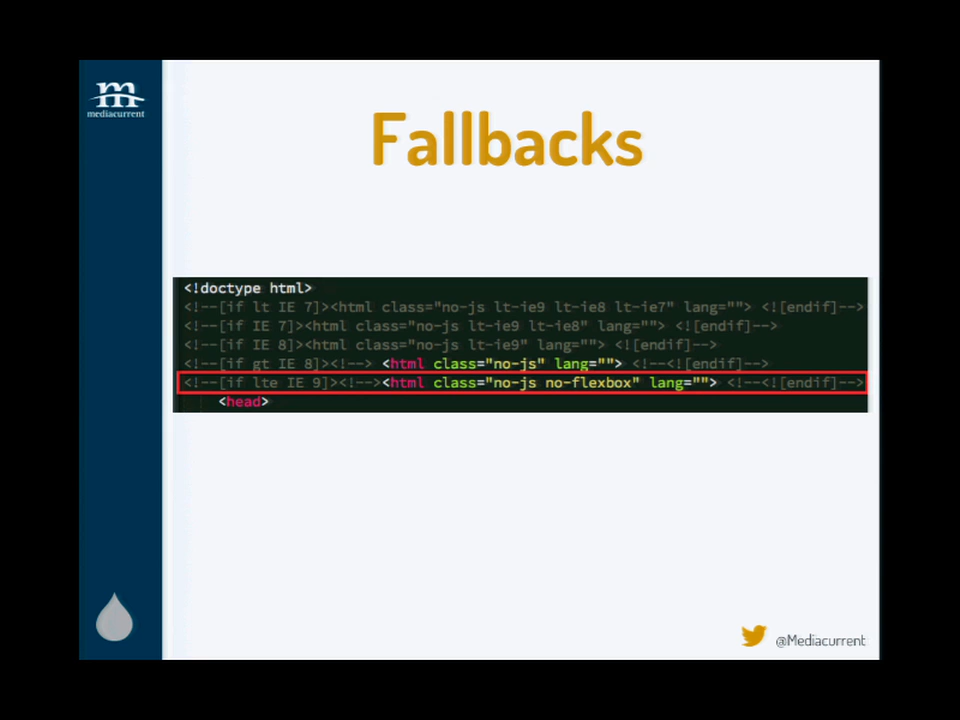 mediacurrent
Fallbacks
<!doctype html>
<!--[if lt IE 7]><html class="no-js lt-ie9 lt-ie8 lt-ie7" lang=""> <![endif]-->
<!--[if IE 7]><html class="no-js lt-ie9 lt-ie8" lang=""> <![endif]-->
<!--[if IE 8]><html class="no-js lt-ie9" lang=""> <![endif]-->
<!--[if gt IE 8]><!--> <html class="no-js" lang=""> <!--<![endif]-->
<!--[if lte IE 9]><!--><html class="no-js no-flexbox" lang=""> <!--<![endif]-->
<head>
@Mediacurrent